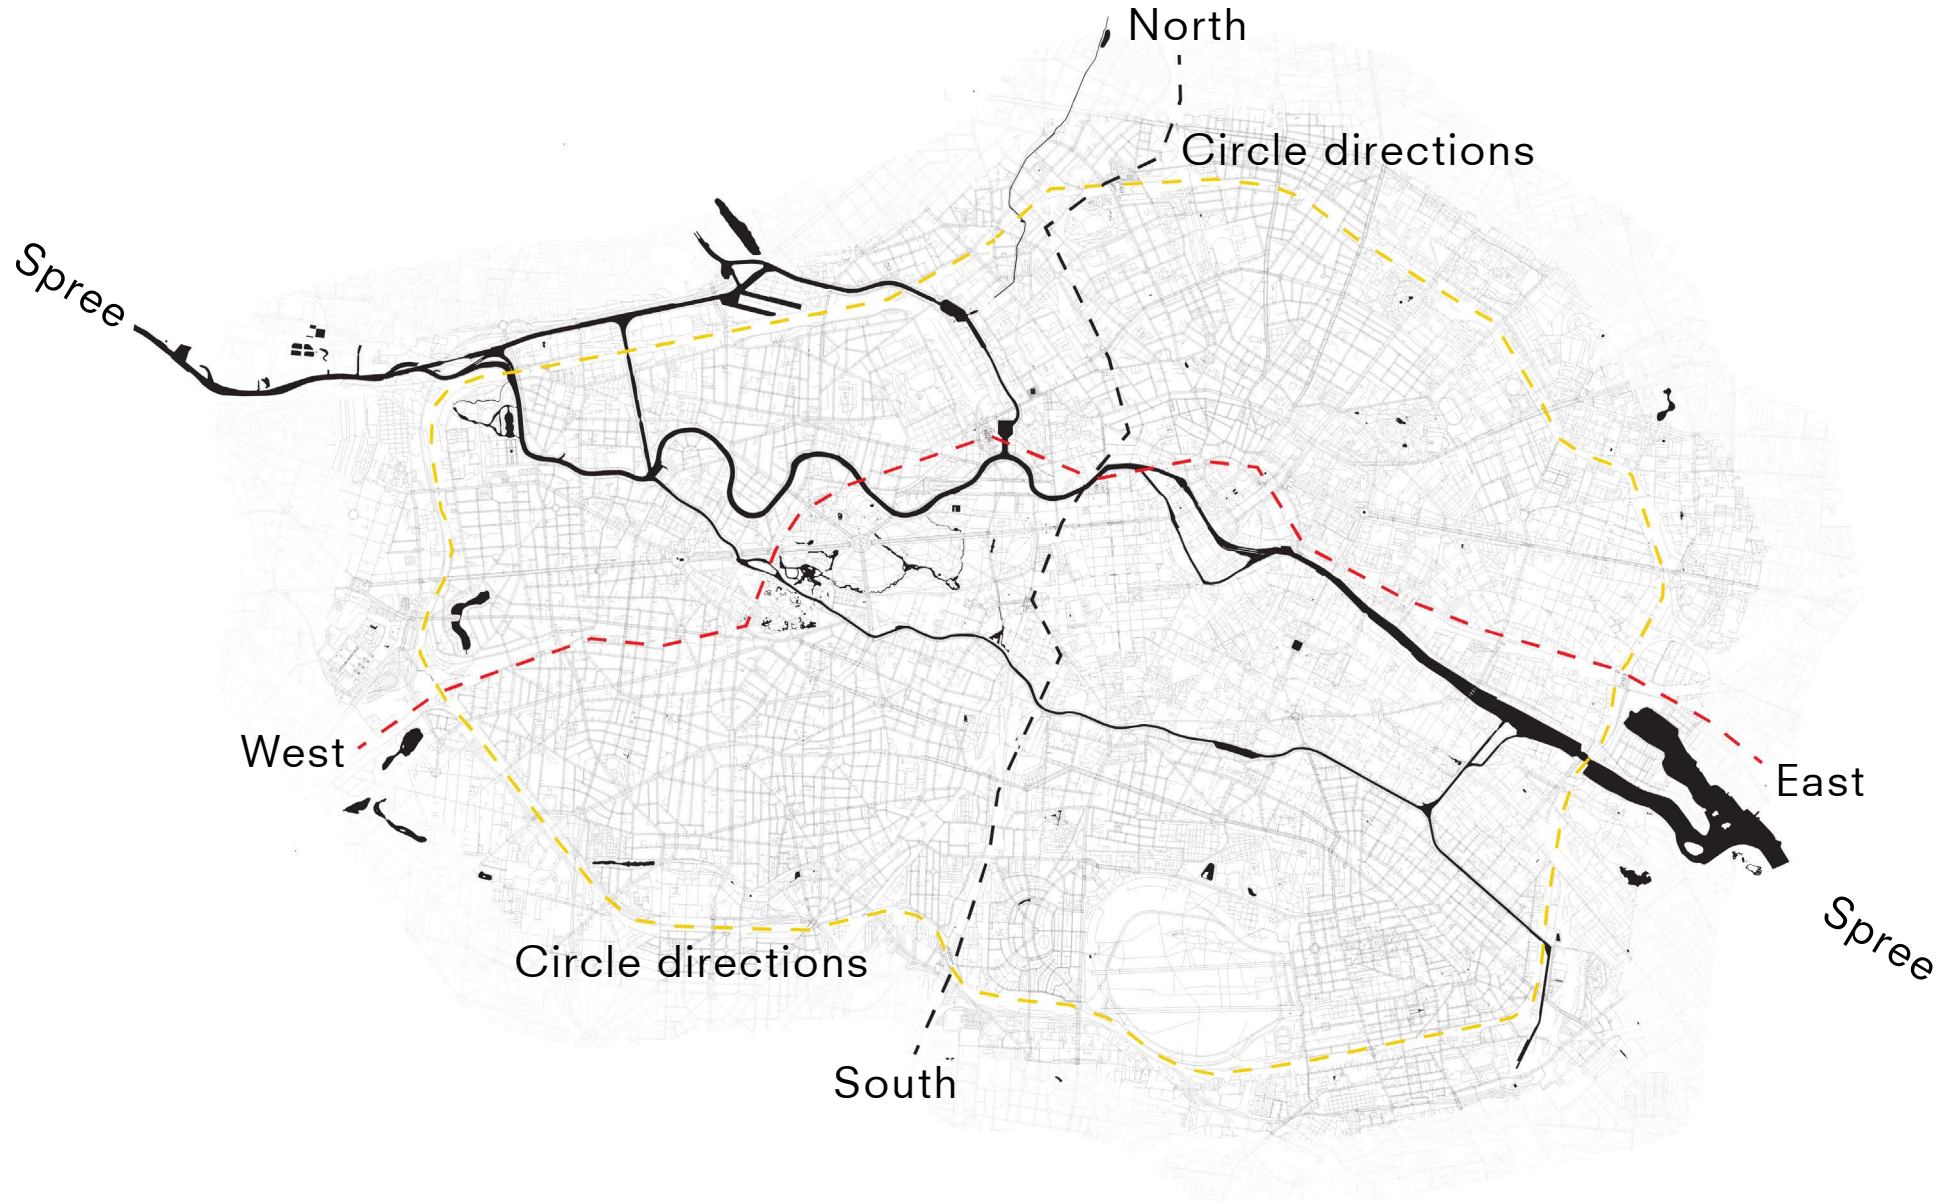 North
Circle directions
Spree
West
East
Spree
Circle directions
South